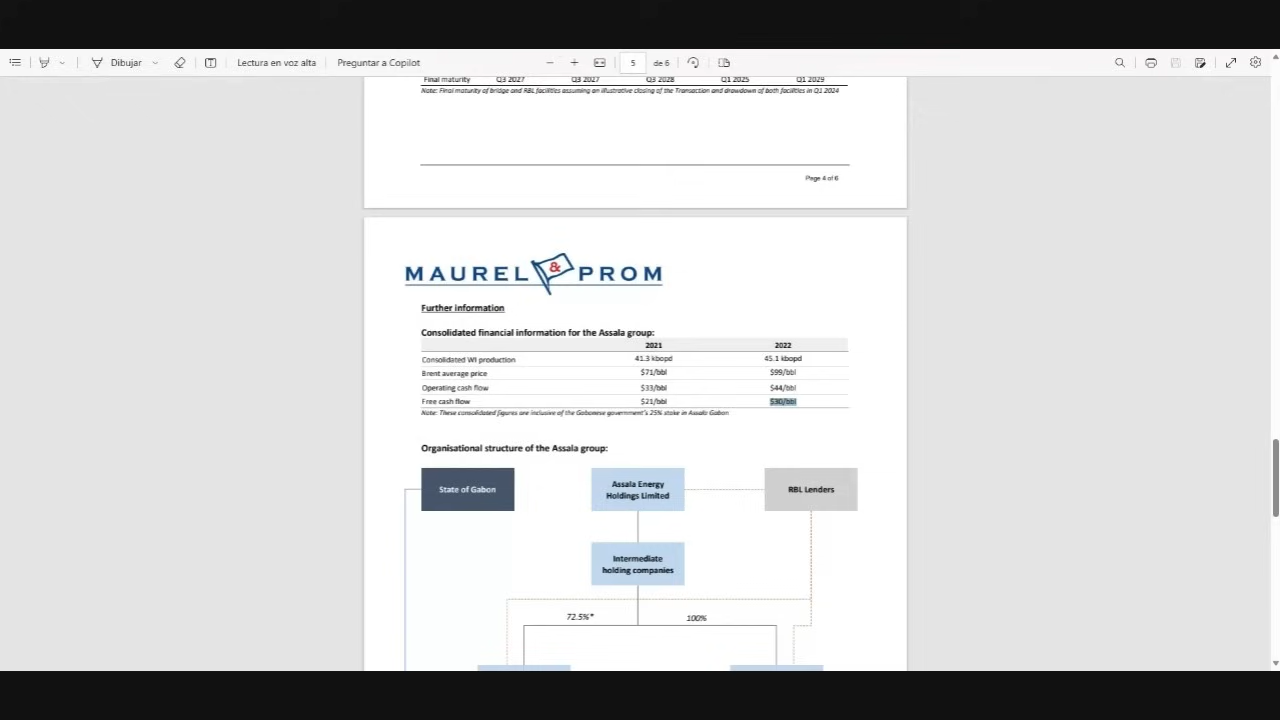 Dibujar Lectura en voz alta Preguntar a Copilot 5 de 6
Final maturity Q3 2027 Q3 2027 Q3 2028 Q1 2025 Q1 2029
Note: Final maturity of bridge and RBL facilities assuming an illustrative closing of the Transaction and drawdown of both facilities in Q1 2024
Page 4 of 6
MAUREL & PROM
Further information
Consolidated financial information for the Assala group:
2021 2022
Consolidated WI production 41.3 kbopd 45.1 kbopd
Brent average price $71/bbl $99/bbl
Operating cash flow $33/bbl $44/bbl
Free cash flow $21/bbl $30/bbl
Note: These consolidated figures are inclusive of the Gabonese government's 25% stake in Assala Gabon
Organisational structure of the Assala group:
State of Gabon
Assala Energy
Holdings Limited
RBL Lenders
Intermediate
holding companies
72.5%* 100%